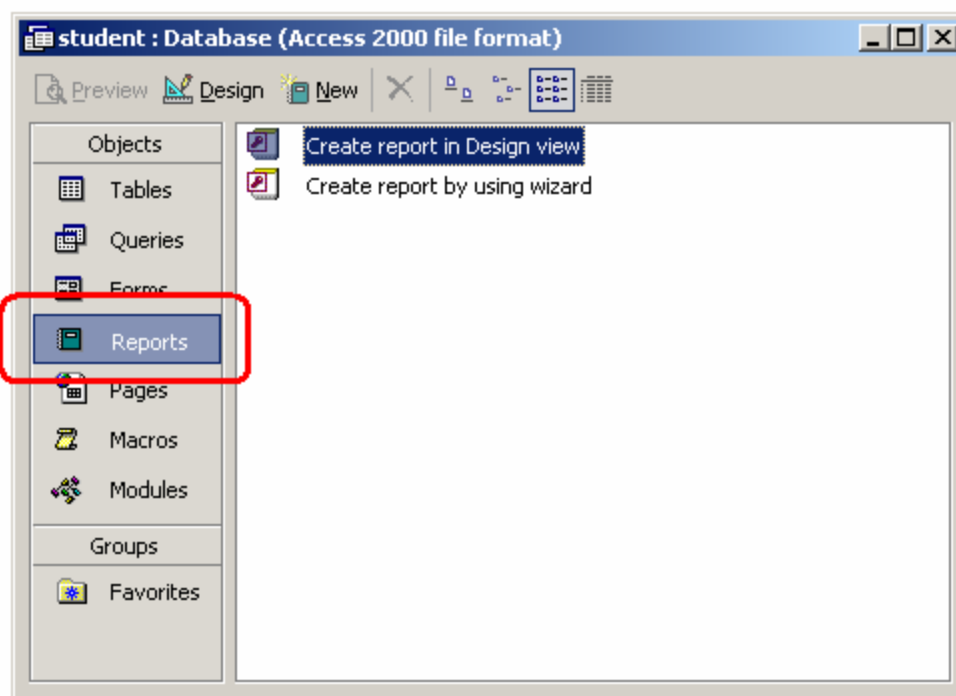 student : Database (Access 2000 file format)
Preview Design New
Objects
Tables
Queries
Forms
Reports
Pages
Macros
Modules
Groups
Favorites
Create report in Design view
Create report by using wizard